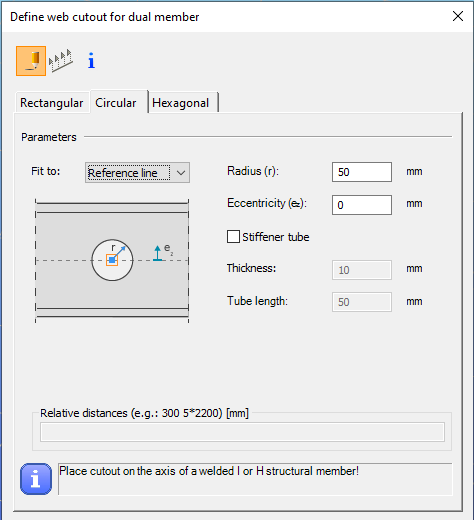 Define web cutout for dual member
i
Rectangular Circular Hexagonal
Parameters
Fit to: Reference line
Radius (r): 50 mm
Eccentricity (e₂): 0 mm
Stiffener tube
Thickness: 10 mm
Tube length: 50 mm
r
e₂
Relative distances (e.g.: 300 5*2200) [mm]
i
Place cutout on the axis of a welded I or H structural member!